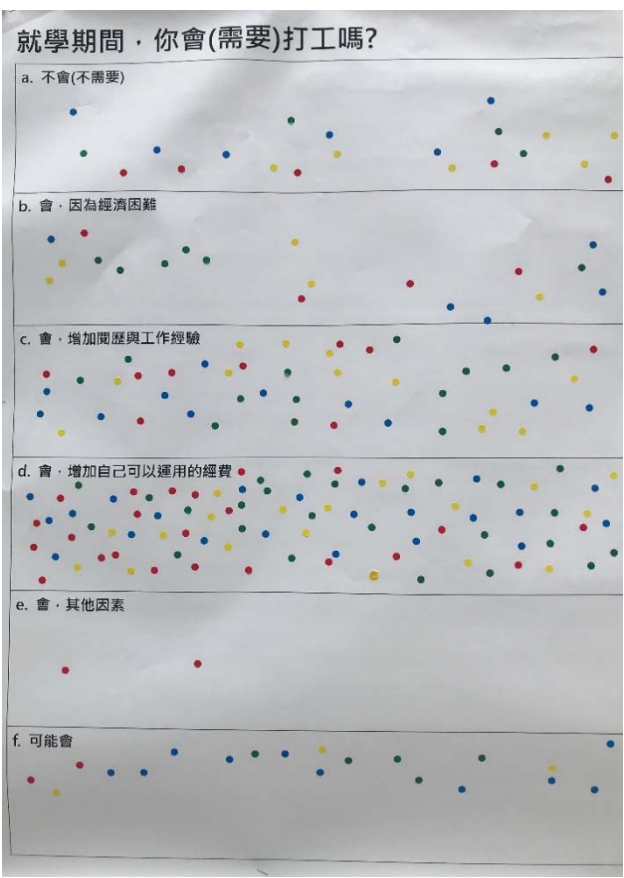 就學期間，你會(需要)打工嗎?
a. 不會(不需要)
b. 會，因為經濟困難
c. 會，增加閱歷與工作經驗
d. 會，增加自己可以運用的經費
e. 會，其他因素
f. 可能會